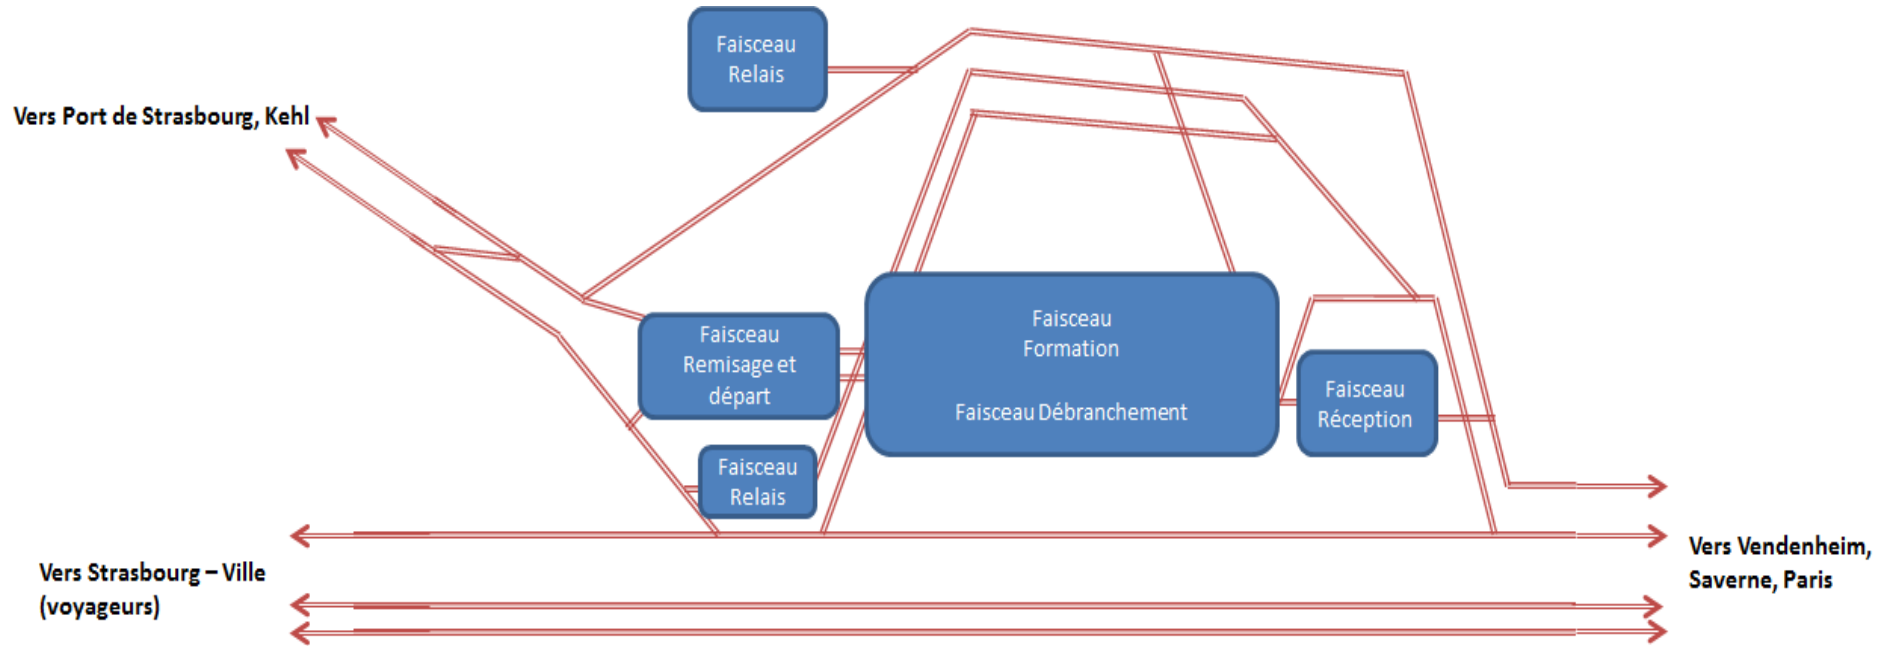 Faisceau
Relais
Vers Port de Strasbourg, Kehl
Faisceau
Remisage et
départ
Faisceau
Formation
Faisceau Débranchement
Faisceau
Réception
Faisceau
Relais
Vers Strasbourg – Ville
(voyageurs)
Vers Vendenheim,
Saverne, Paris